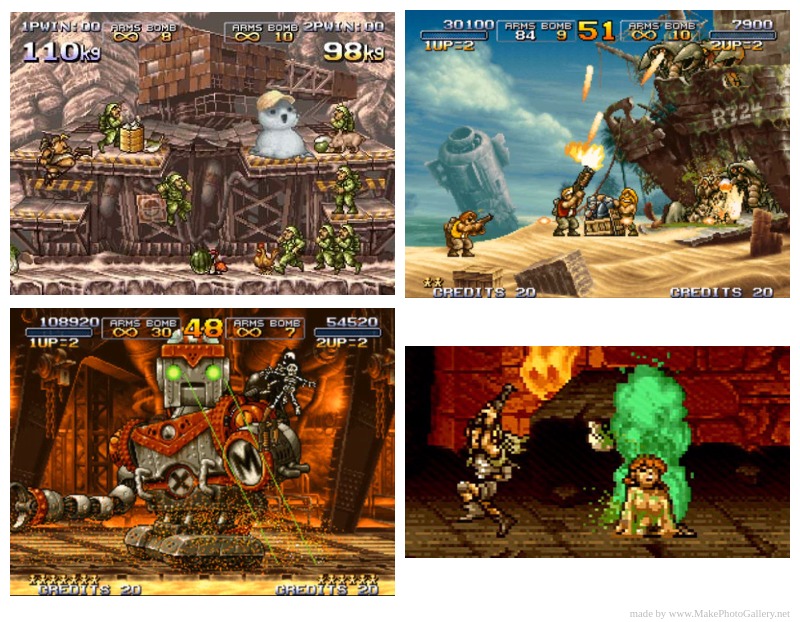 1PWIN:00 ARMS BOMB ARMS BOMB 2PWIN:00
∞ 8 ∞ 10
110kg 98kg
30100 ARMS BOMB 51 ARMS BOMB 7900
84 9 ∞ 10
1UP=2 2UP=2
R724
CREDITS 20 CREDITS 20
108920 ARMS BOMB 48 ARMS BOMB 54520
∞ 30 ∞ 7
1UP=2 2UP=2
M
X
CREDITS 20 CREDITS 20
made by www.MakePhotoGallery.net